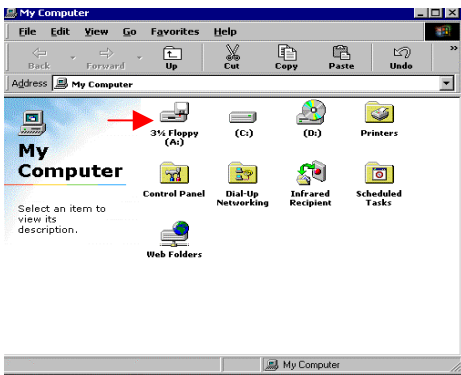 My Computer
File Edit View Go Favorites Help
Back Forward Up Cut Copy Paste Undo »
Address My Computer
3½ Floppy (A:) (C:) (D:) Printers
My Computer
Control Panel Dial-Up Networking Infrared Recipient Scheduled Tasks
Select an item to
view its
description.
Web Folders
My Computer